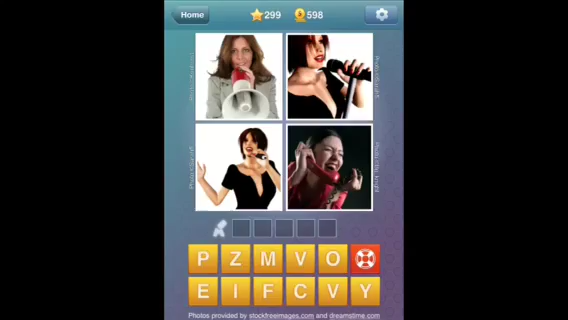 Home
299
598
P Z M V O
E I F C V Y
Photos provided by stockfreeimages.com and dreamstime.com